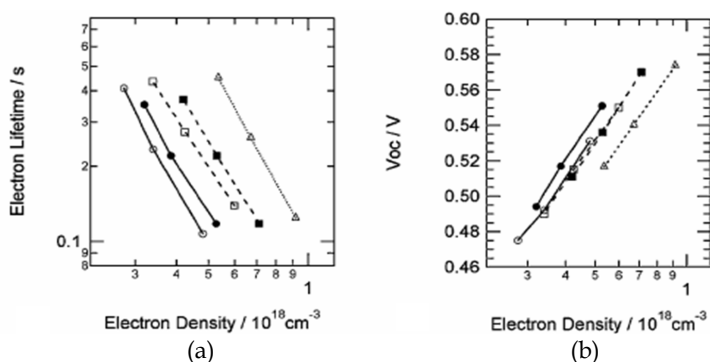 7
6
5
4
3
2
0.1
9
8
3 4 5 6 7 8 9
1
Electron Lifetime / s
Electron Density / 10¹⁸cm⁻³
(a)
0.60
0.58
0.56
0.54
0.52
0.50
0.48
0.46
3 4 5 6 7 8 9
1
Voc / V
Electron Density / 10¹⁸cm⁻³
(b)